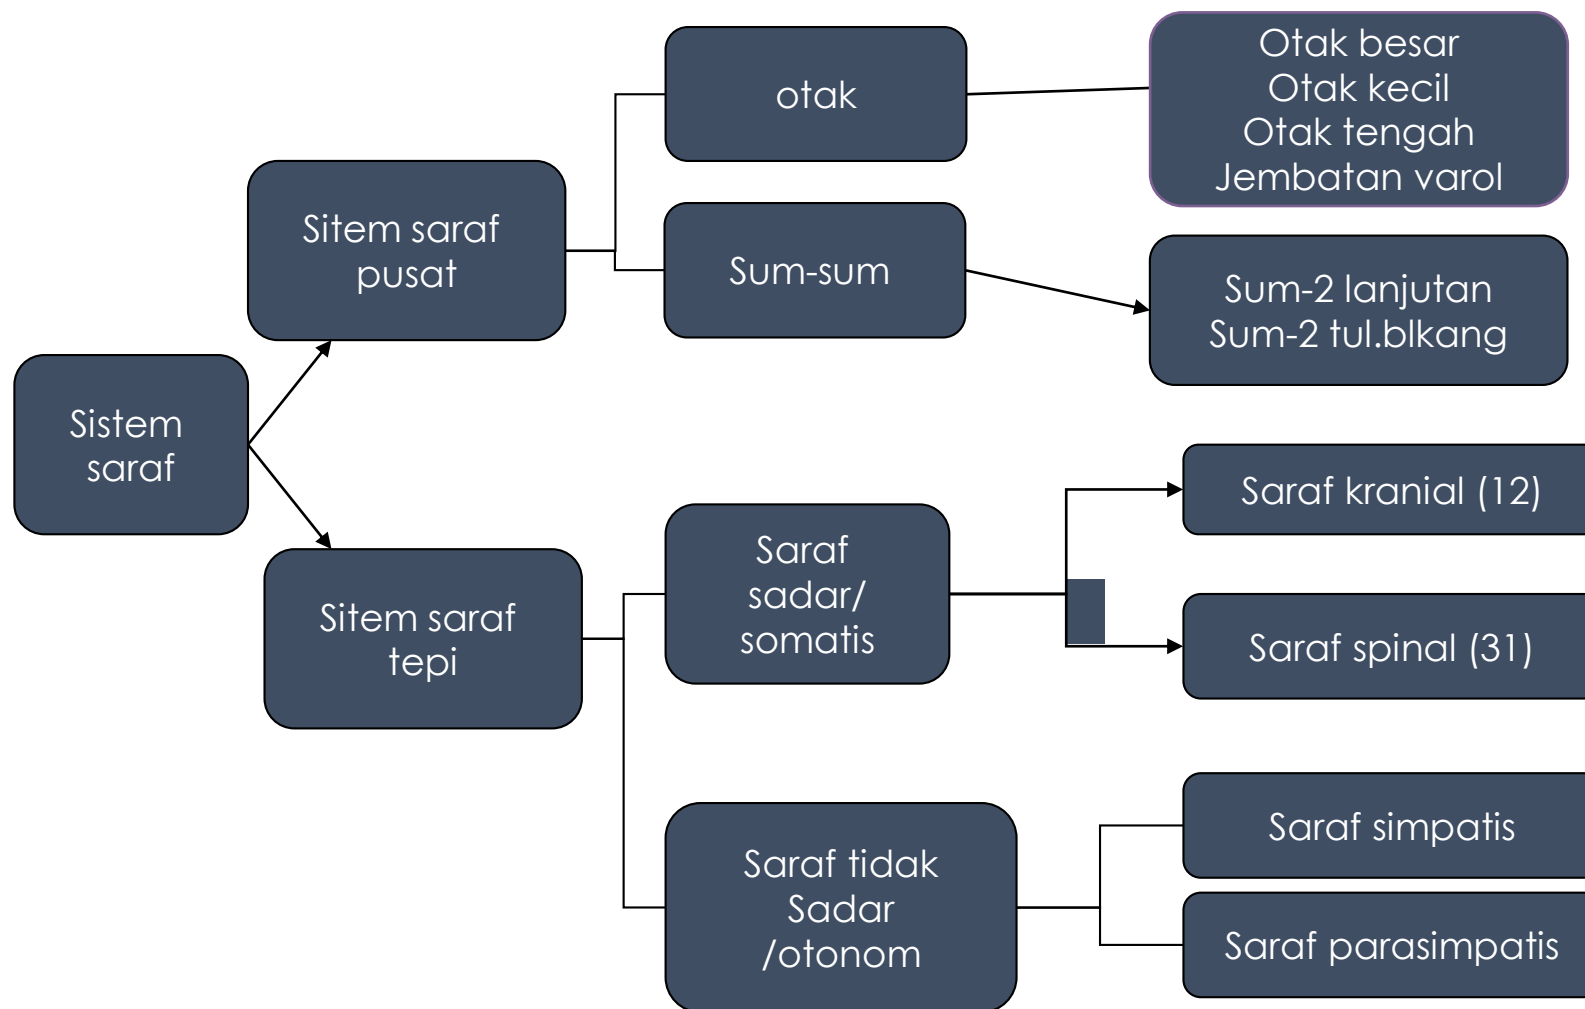 otak
Otak besar
Otak kecil
Otak tengah
Jembatan varol
Sitem saraf
pusat
Sum-sum
Sum-2 lanjutan
Sum-2 tul.blkang
Sistem
saraf
Sitem saraf
tepi
Saraf
sadar/
somatis
Saraf kranial (12)
Saraf spinal (31)
Saraf tidak
Sadar
/otonom
Saraf simpatis
Saraf parasimpatis